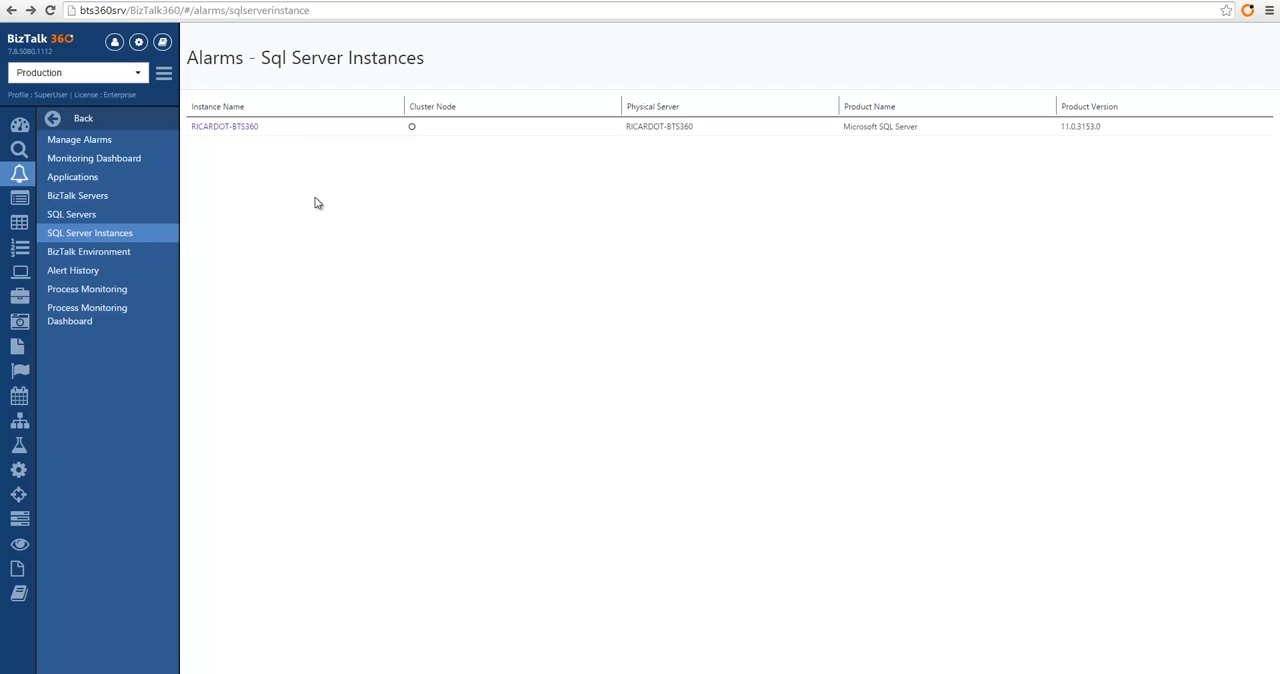 bts360srv/BizTalk360/#/alarms/sqlserverinstance
BizTalk 360
7.8.5080.1112
Production
Profile : SuperUser | License : Enterprise
Back
Manage Alarms
Monitoring Dashboard
Applications
BizTalk Servers
SQL Servers
SQL Server Instances
BizTalk Environment
Alert History
Process Monitoring
Process Monitoring
Dashboard
Alarms - Sql Server Instances
Instance Name Cluster Node Physical Server Product Name Product Version
RICARDOT-BTS360 RICARDOT-BTS360 Microsoft SQL Server 11.0.3153.0